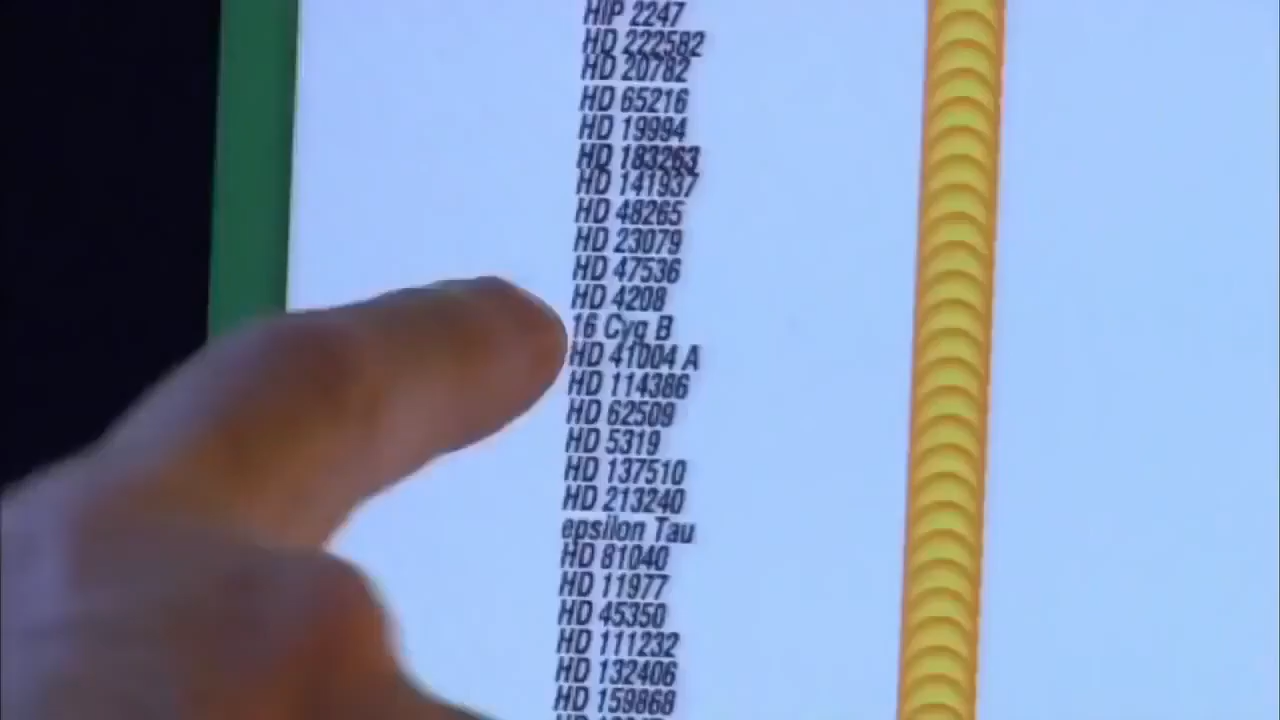 HIP 2247
HD 222582
HD 20782
HD 65216
HD 19994
HD 183263
HD 141937
HD 48265
HD 23079
HD 47536
HD 4208
16 Cyg B
HD 41004 A
HD 114386
HD 62509
HD 5319
HD 137510
HD 213240
epsilon Tau
HD 81040
HD 11977
HD 45350
HD 111232
HD 132406
HD 159868